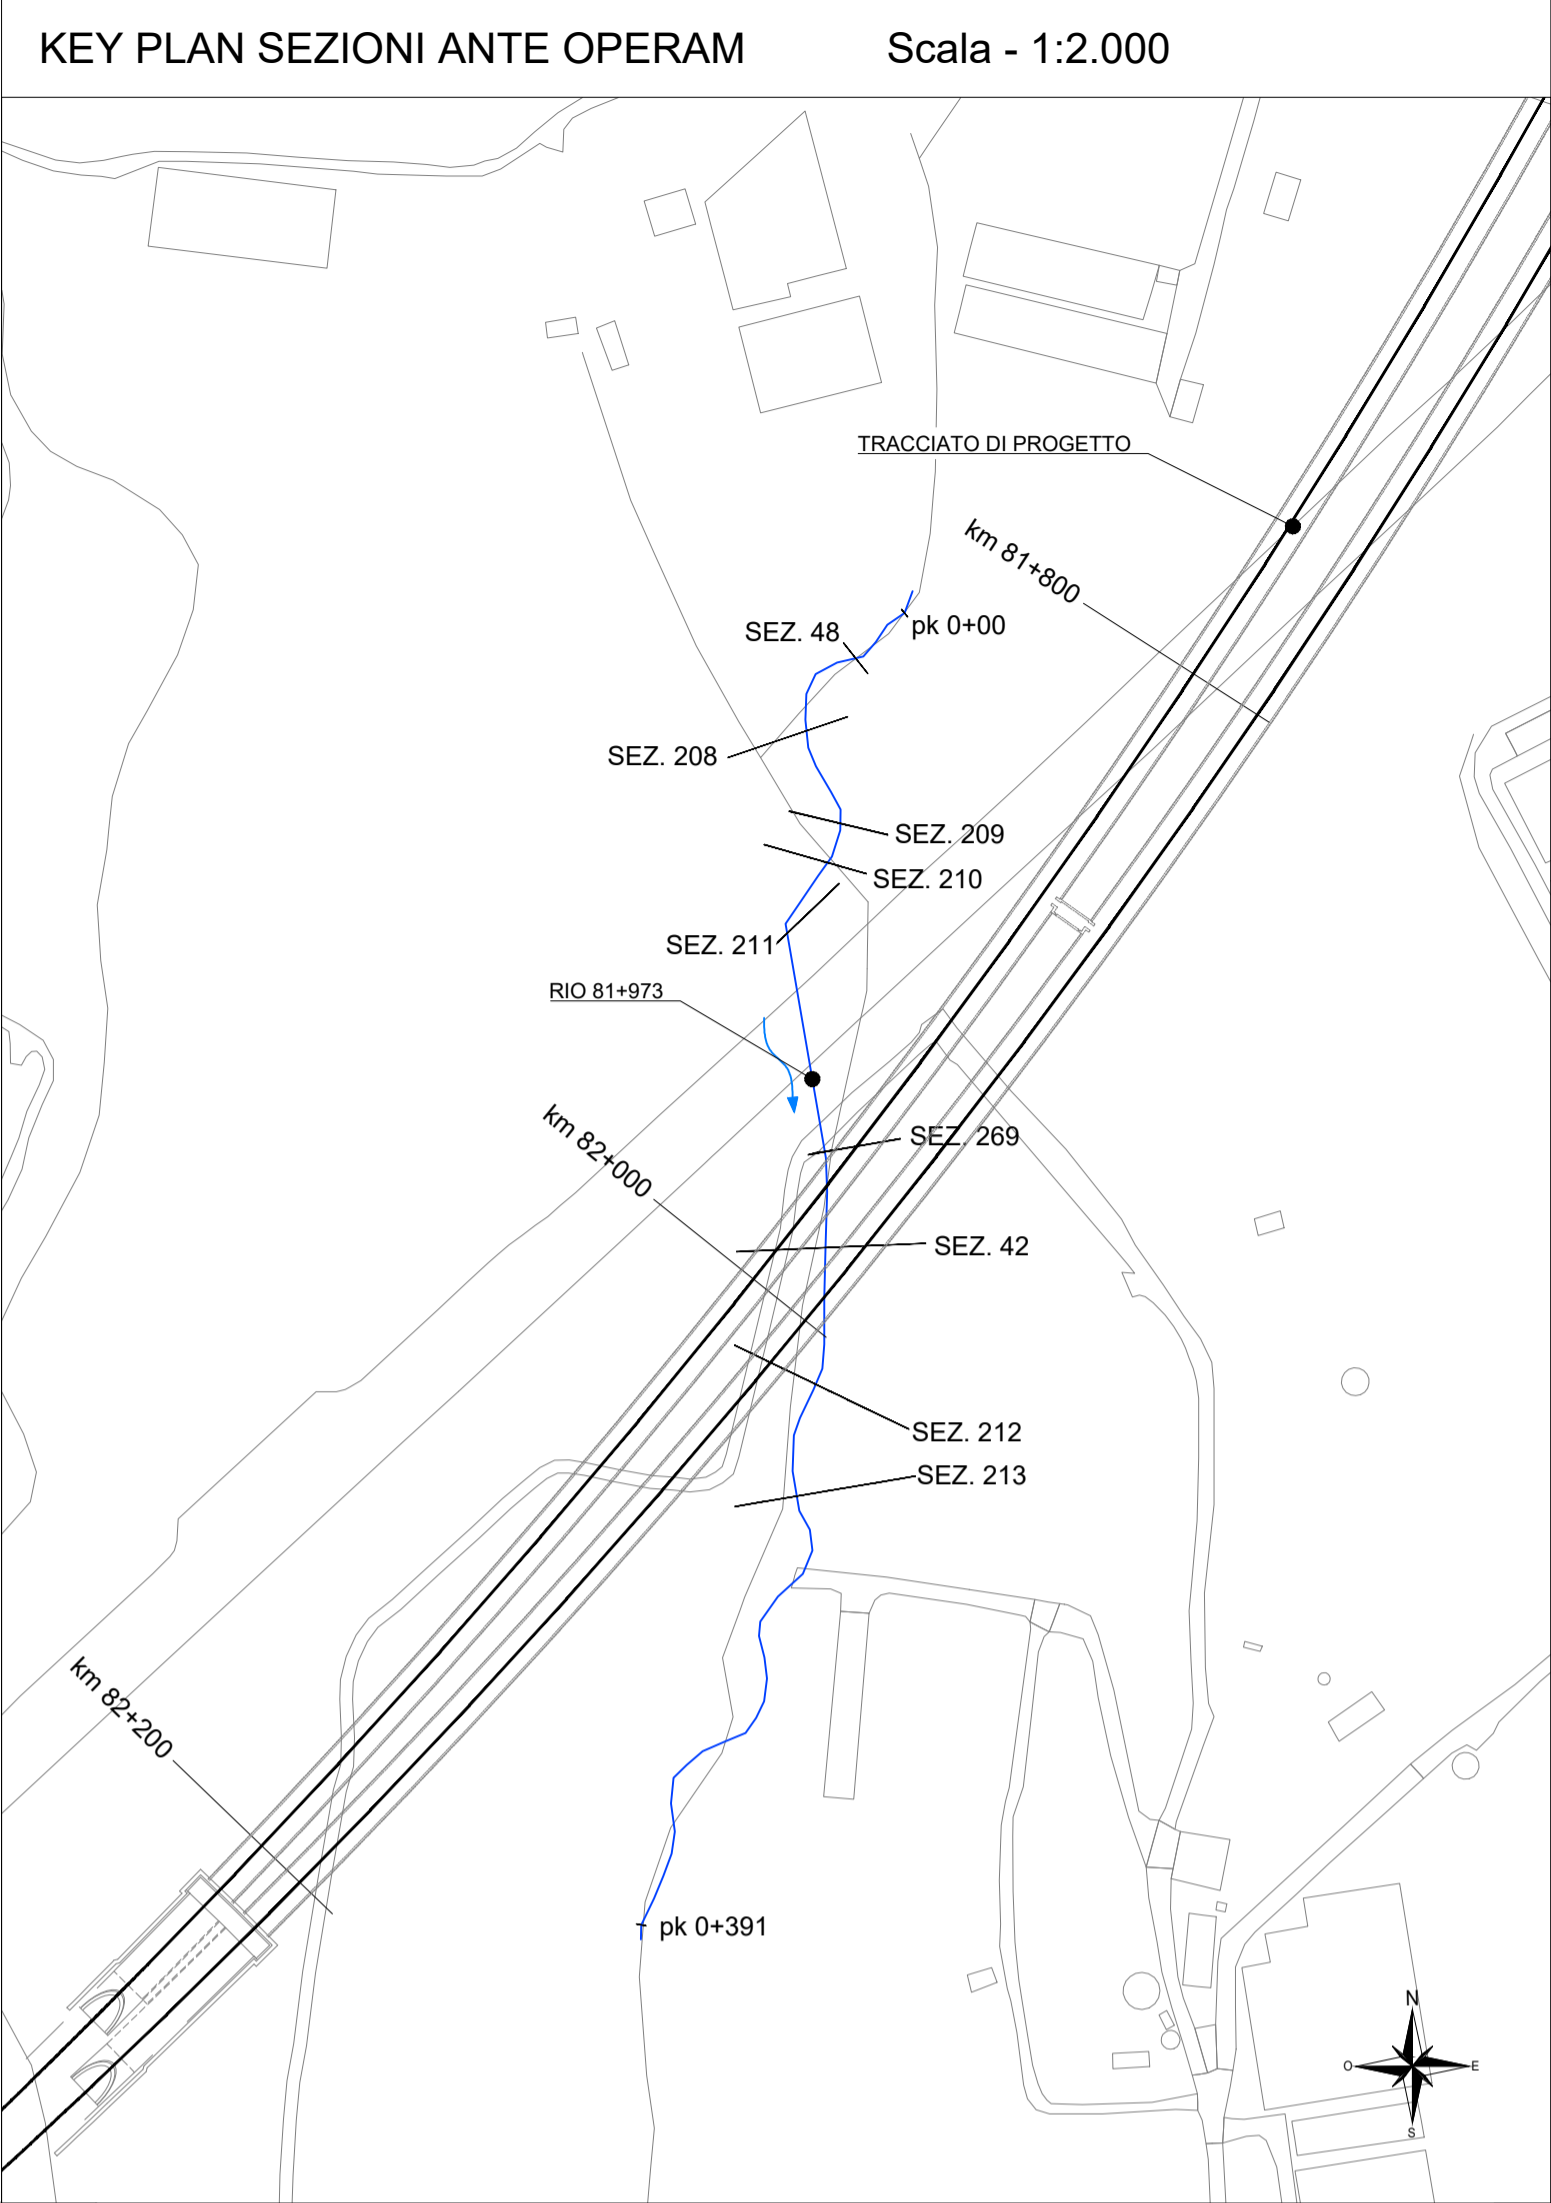 KEY PLAN SEZIONI ANTE OPERAM Scala - 1:2.000
TRACCIATO DI PROGETTO
km 81+800
pk 0+00
SEZ. 48
SEZ. 208
SEZ. 209
SEZ. 210
SEZ. 211
RIO 81+973
km 82+000
SEZ. 269
SEZ. 42
SEZ. 212
SEZ. 213
km 82+200
pk 0+391
N
O E
S